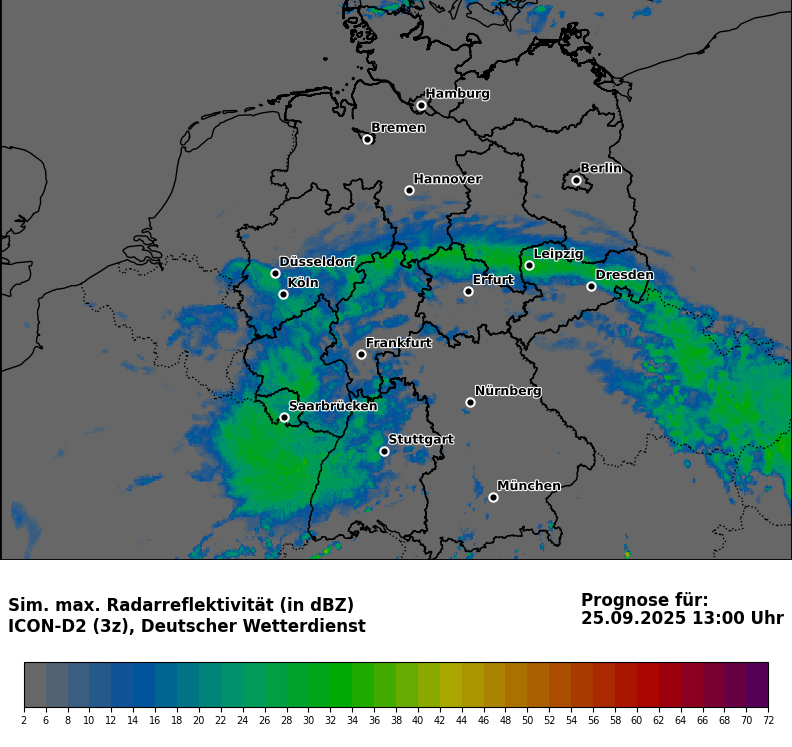 Hamburg
Bremen
Berlin
Hannover
Leipzig
Düsseldorf
Dresden
Köln
Erfurt
Frankfurt
Nürnberg
Saarbrücken
Stuttgart
München
Sim. max. Radarreflektivität (in dBZ)
ICON-D2 (3z), Deutscher Wetterdienst
Prognose für:
25.09.2025 13:00 Uhr
2 6 8 10 12 14 16 18 20 22 24 26 28 30 32 34 36 38 40 42 44 46 48 50 52 54 56 58 60 62 64 66 68 70 72